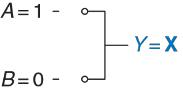 A = 1
Y = X
B = 0